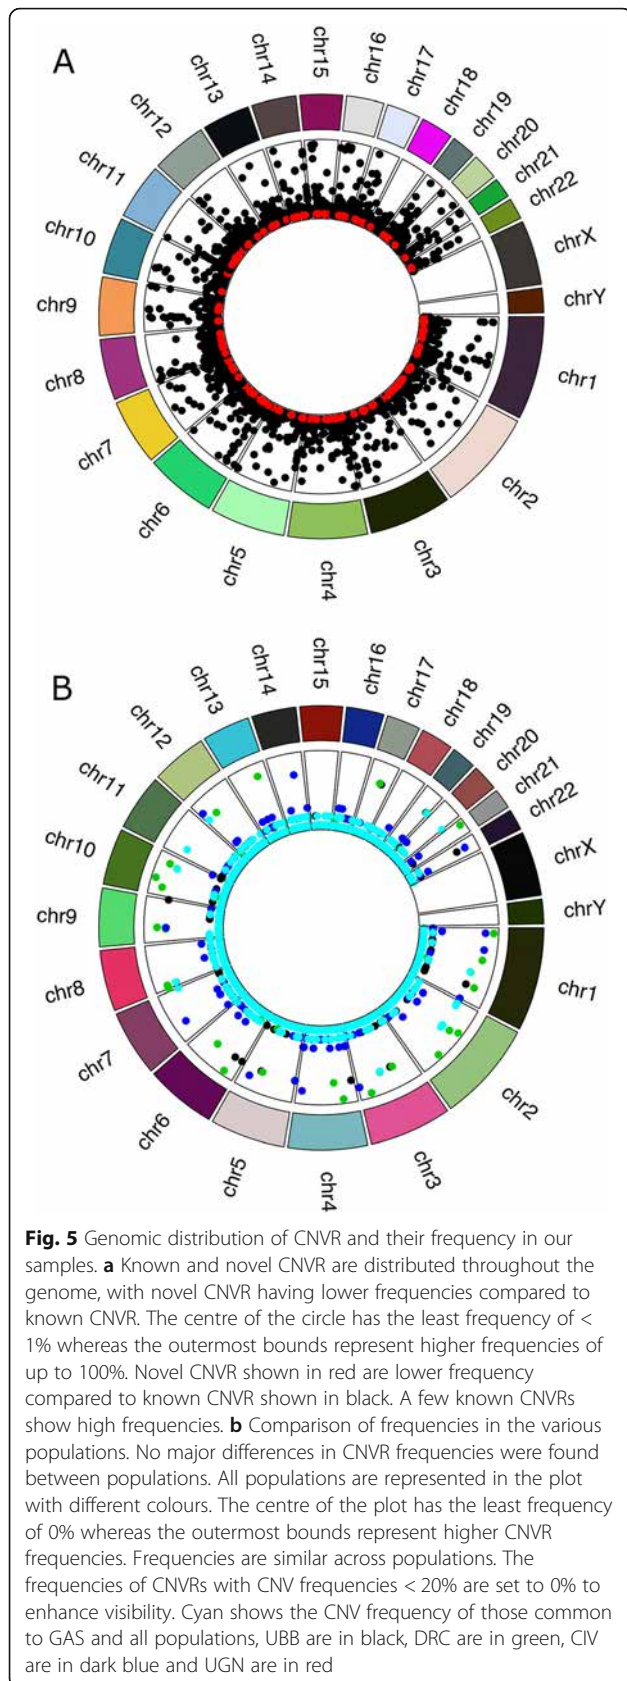 A
chr1
chr2
chr3
chr4
chr5
chr6
chr7
chr8
chr9
chr10
chr11
chr12
chr13
chr14
chr15
chr16
chr17
chr18
chr19
chr20
chr21
chr22
chrX
chrY
B
chr1
chr2
chr3
chr4
chr5
chr6
chr7
chr8
chr9
chr10
chr11
chr12
chr13
chr14
chr15
chr16
chr17
chr18
chr19
chr20
chr21
chr22
chrX
chrY
Fig. 5 Genomic distribution of CNVR and their frequency in our
samples. a Known and novel CNVR are distributed throughout the
genome, with novel CNVR having lower frequencies compared to
known CNVR. The centre of the circle has the least frequency of <
1% whereas the outermost bounds represent higher frequencies of
up to 100%. Novel CNVR shown in red are lower frequency
compared to known CNVR shown in black. A few known CNVRs
show high frequencies. b Comparison of frequencies in the various
populations. No major differences in CNVR frequencies were found
between populations. All populations are represented in the plot
with different colours. The centre of the plot has the least frequency
of 0% whereas the outermost bounds represent higher CNVR
frequencies. Frequencies are similar across populations. The
frequencies of CNVRs with CNV frequencies < 20% are set to 0% to
enhance visibility. Cyan shows the CNV frequency of those common
to GAS and all populations, UBB are in black, DRC are in green, CIV
are in dark blue and UGN are in red